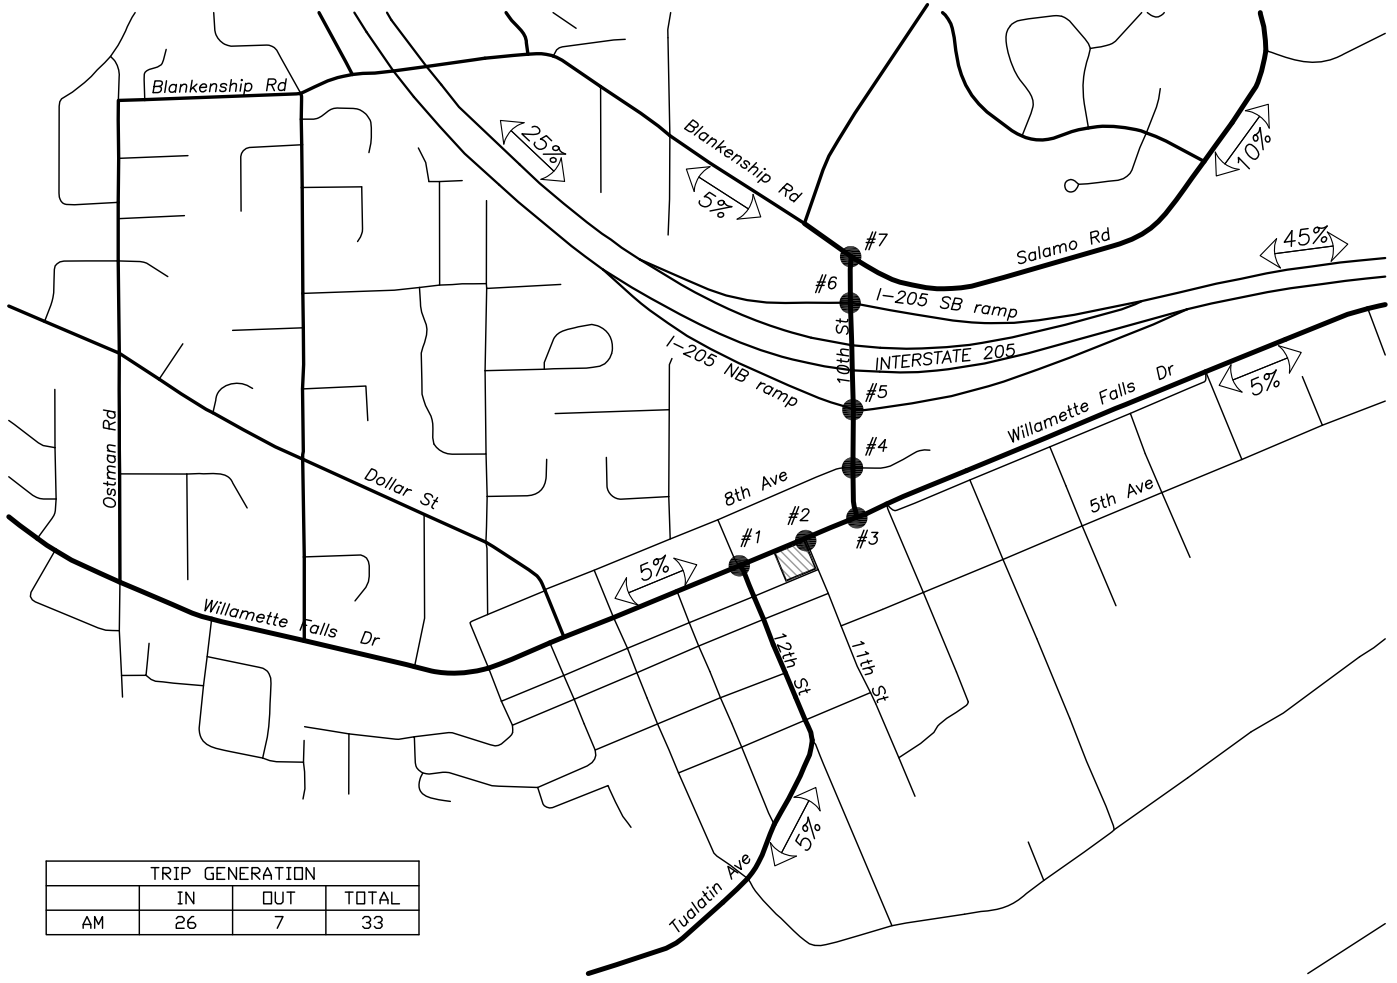 Blankenship Rd
25%
Blankenship Rd
5%
10%
#7
Salamo Rd
45%
#6
I-205 SB ramp
10th St
INTERSTATE 205
I-205 NB ramp
#5
Willamette Falls Dr
5%
Ostman Rd
Dollar St
#4
8th Ave
5th Ave
#2
#1
#3
5%
Willamette Falls Dr
12th St
11th St
5%
Tualatin Ave
TRIP GENERATION
IN OUT TOTAL
AM 26 7 33